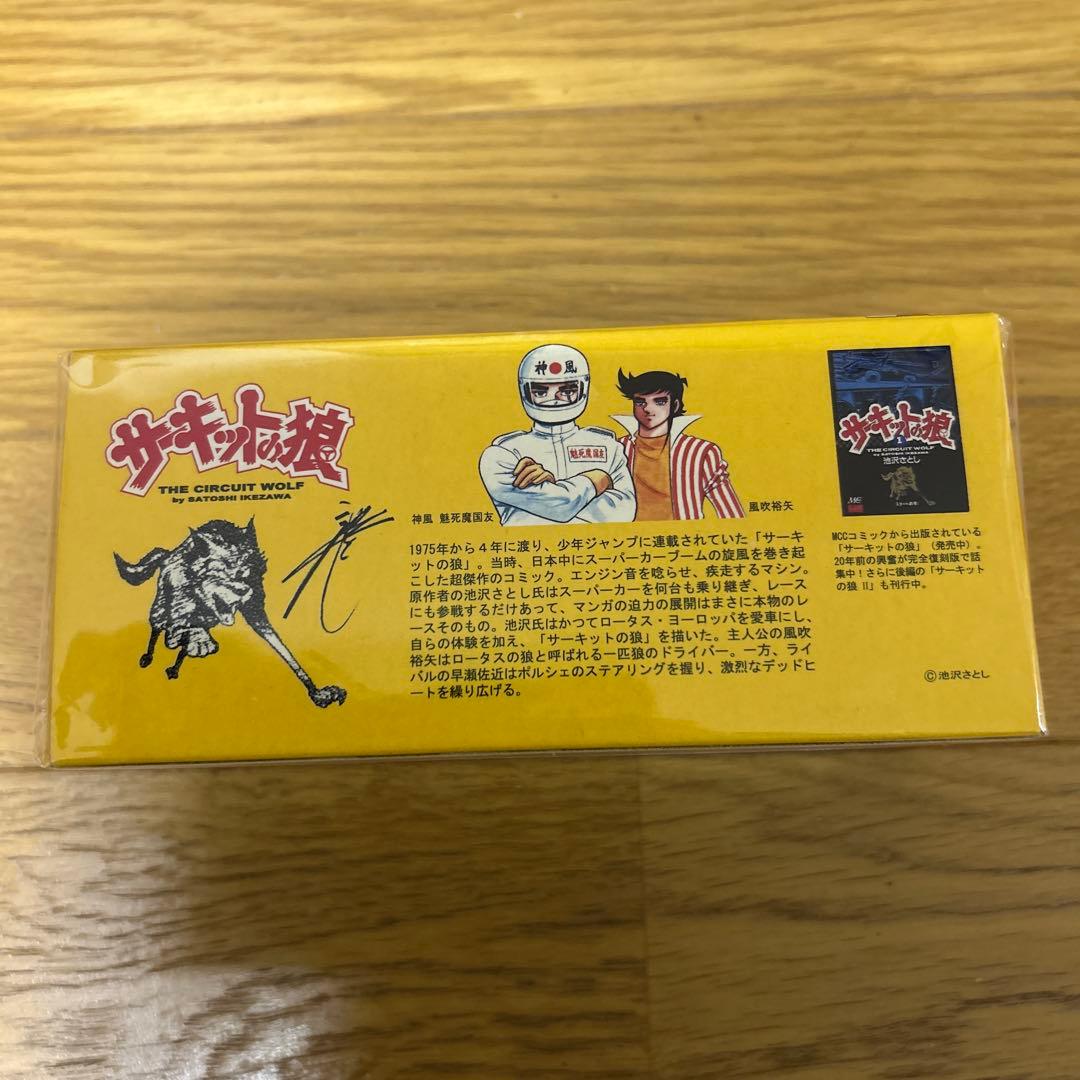 サーキットの狼
THE CIRCUIT WOLF
by SATOSHI IKEZAWA
神風
魅死魔国友
神風 魅死魔国友
風吹裕矢
1975年から４年に渡り、少年ジャンプに連載されていた「サーキ
ットの狼」。当時、日本中にスーパーカーブームの旋風を巻き起
こした超傑作のコミック。エンジン音を唸らせ、疾走するマシン。
原作者の池沢さとし氏はスーパーカーを何台も乗り継ぎ、レース
にも参戦するだけあって、マンガの迫力の展開はまさに本物のレ
ースそのもの。池沢氏はかつてロータス・ヨーロッパを愛車にし、
自らの体験を加え、「サーキットの狼」を描いた。主人公の風吹
裕矢はロータスの狼と呼ばれる一匹狼のドライバー。一方、ライ
バルの早瀬佐近はポルシェのステアリングを握り、激烈なデッドヒ
ートを繰り広げる。
サーキットの狼
1
THE CIRCUIT WOLF
by SATOSHI IKEZAWA
池沢さとし
MCCコミックから出版されている
「サーキットの狼」（発売中）。
20年前の興奮が完全復刻版で話
集中！さらに後編の「サーキット
の狼 II」も刊行中。
©池沢さとし